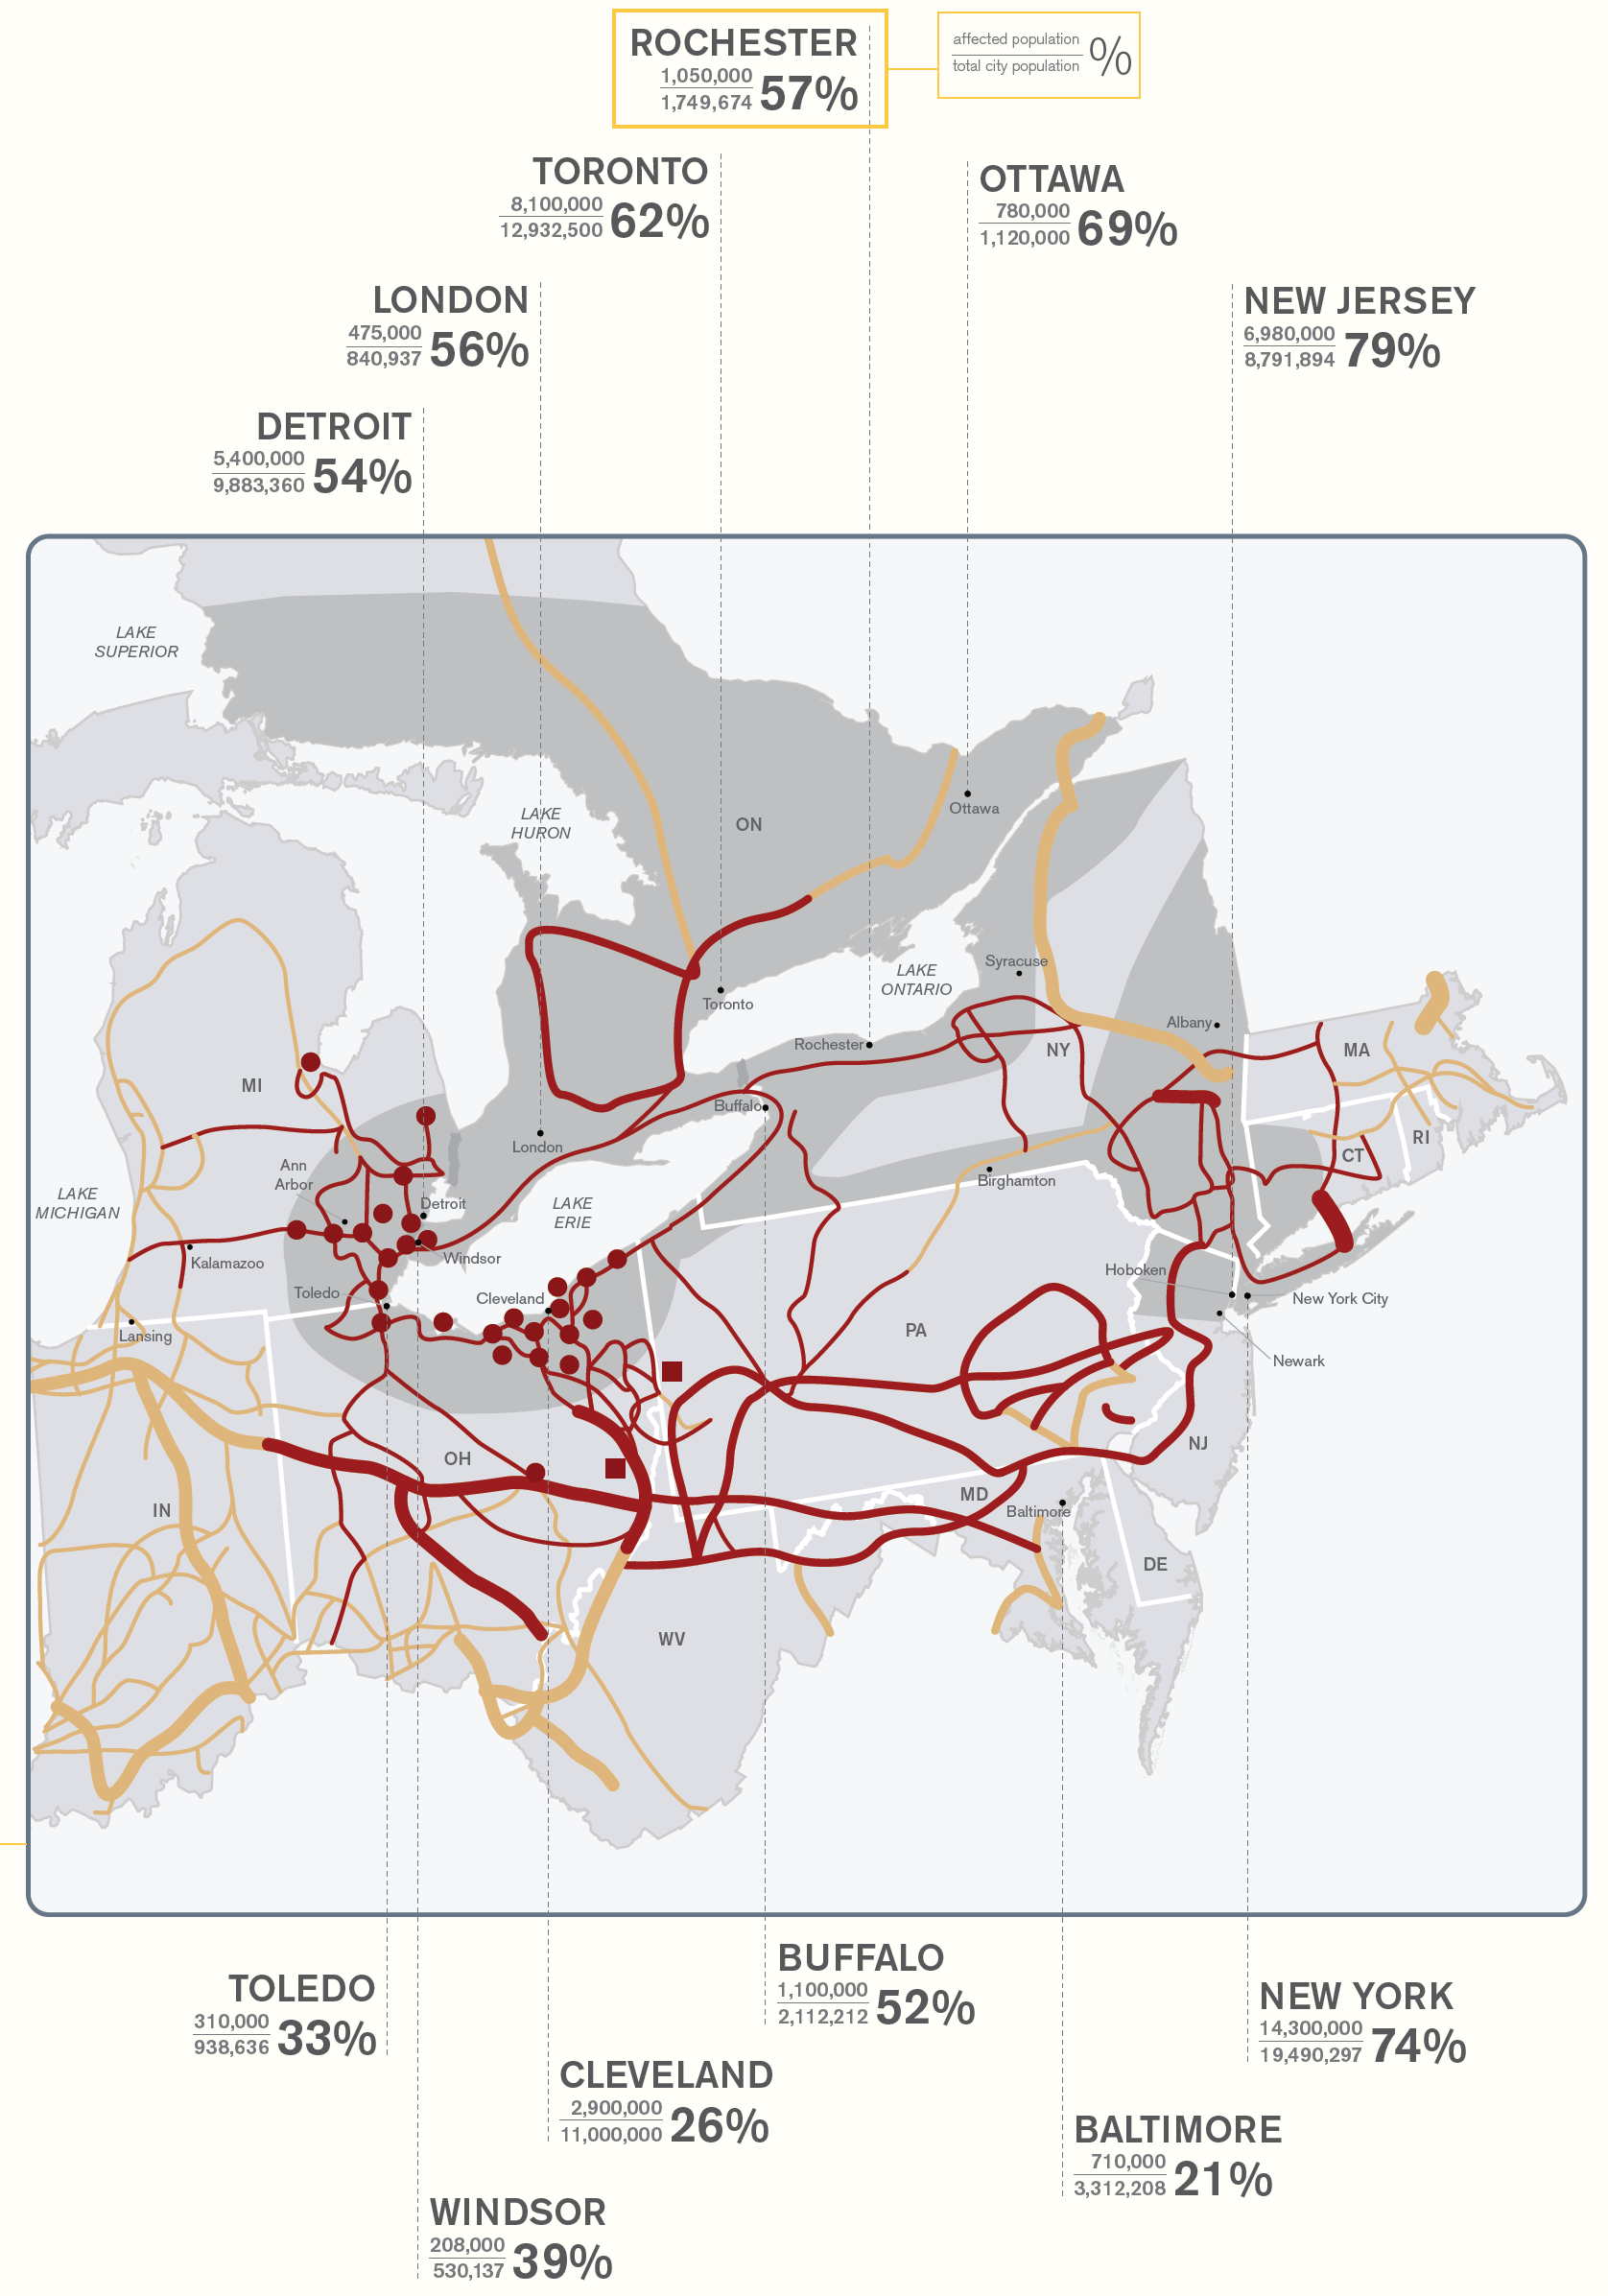 ROCHESTER
1,050,000
1,749,674 57%
affected population
total city population %
TORONTO
8,100,000
12,932,500 62%
OTTAWA
780,000
1,120,000 69%
LONDON
475,000
840,937 56%
NEW JERSEY
6,980,000
8,791,894 79%
DETROIT
5,400,000
9,883,360 54%
LAKE
SUPERIOR
LAKE
HURON
ON
Ottawa
Syracuse
LAKE
ONTARIO
Toronto
Albany
Rochester
NY
MA
MI
Buffalo
London
RI
CT
Ann
Arbor
Birghamton
LAKE
MICHIGAN
Detroit
LAKE
ERIE
Kalamazoo
Windsor
Hoboken
Toledo
Cleveland
New York City
Lansing
PA
Newark
OH
NJ
IN
MD
Baltimore
DE
WV
BUFFALO
1,100,000
2,112,212 52%
TOLEDO
310,000
938,636 33%
NEW YORK
14,300,000
19,490,297 74%
CLEVELAND
2,900,000
11,000,000 26%
BALTIMORE
710,000
3,312,208 21%
WINDSOR
208,000
530,137 39%